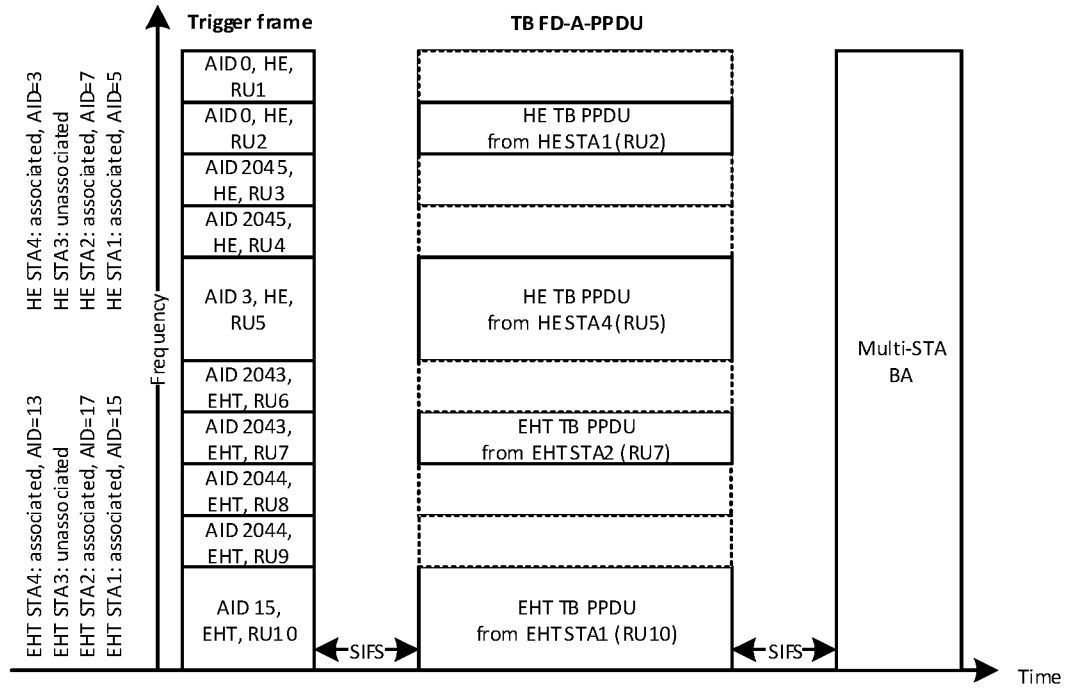 Trigger frame
TB FD-A-PPDU
AID 0, HE,
RU1
AID 0, HE,
RU2
AID 2045,
HE, RU3
AID 2045,
HE, RU4
AID 3, HE,
RU5
AID 2043,
EHT, RU6
AID 2043,
EHT, RU7
AID 2044,
EHT, RU8
AID 2044,
EHT, RU9
AID 15,
EHT, RU10
HE TB PPDU
from HE STA1 (RU2)
HE TB PPDU
from HE STA4 (RU5)
EHT TB PPDU
from EHT STA2 (RU7)
EHT TB PPDU
from EHT STA1 (RU10)
Multi-STA
BA
SIFS
SIFS
Time
Frequency
HE STA4: associated, AID=3
HE STA3: unassociated
HE STA2: associated, AID=7
HE STA1: associated, AID=5
EHT STA4: associated, AID=13
EHT STA3: unassociated
EHT STA2: associated, AID=17
EHT STA1: associated, AID=15